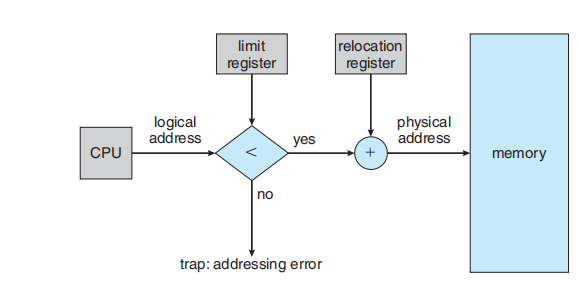 limit
register
relocation
register
logical
address
physical
address
CPU
<
yes
+
memory
no
trap: addressing error